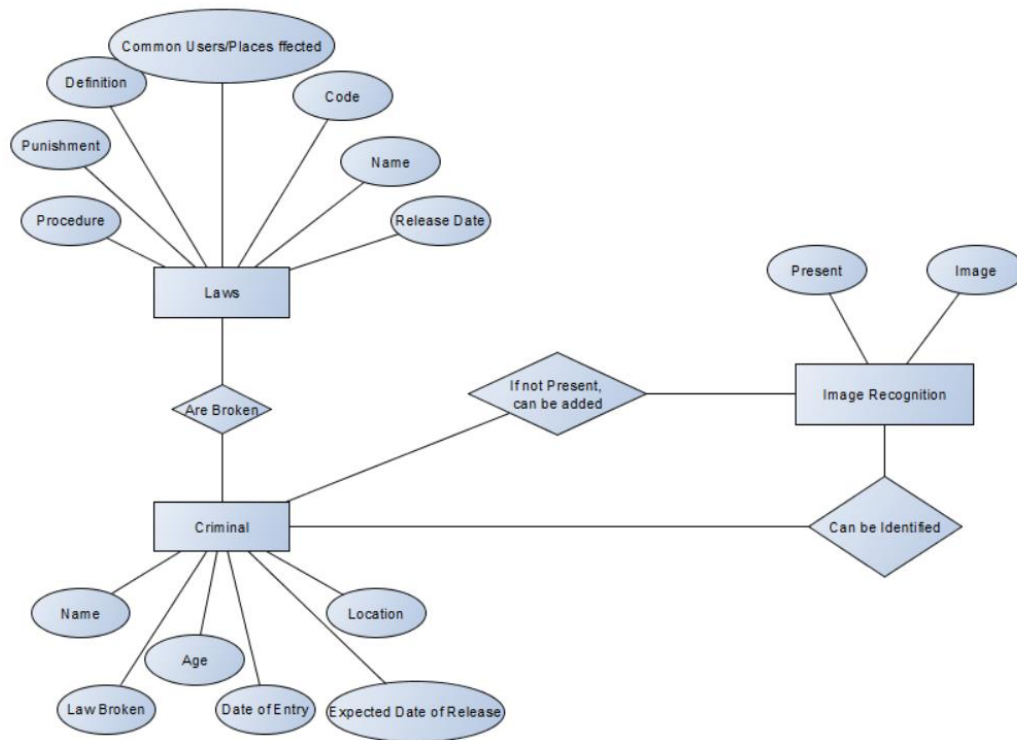 Common Users/Places ffected
Definition
Code
Punishment
Name
Procedure
Release Date
Laws
Present
Image
If not Present,
can be added
Image Recognition
Are Broken
Criminal
Can be Identified
Name
Location
Age
Law Broken
Date of Entry
Expected Date of Release